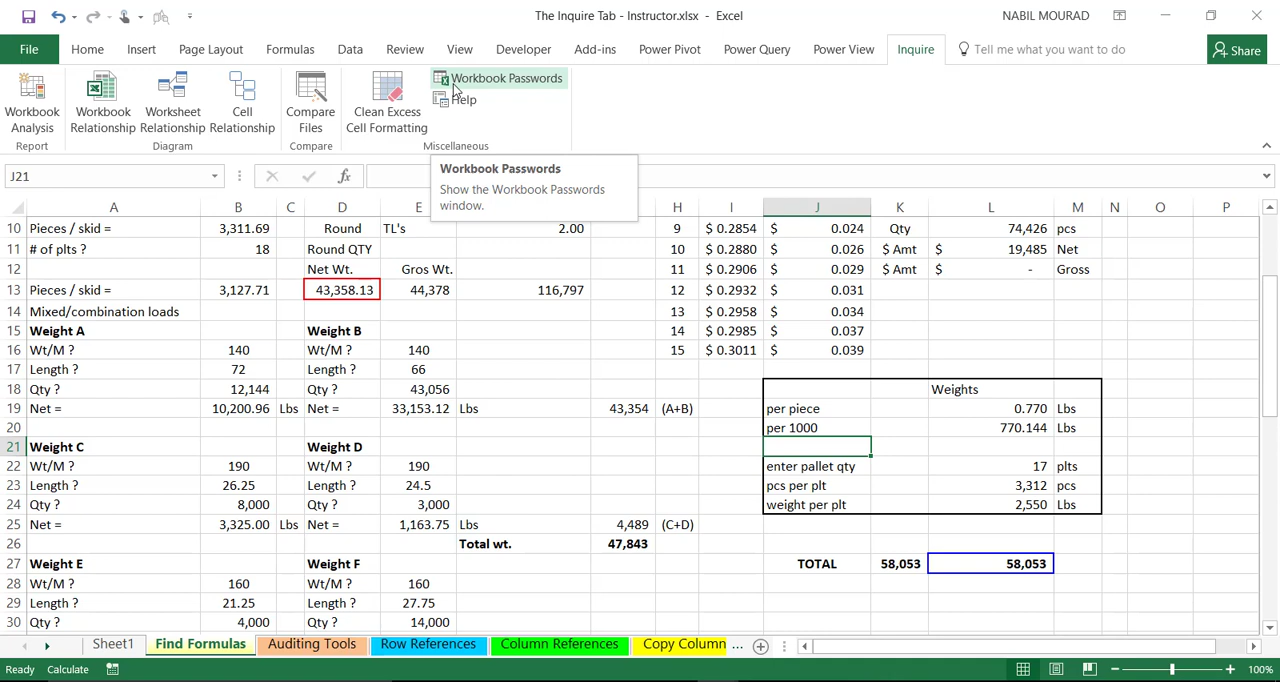 The Inquire Tab - Instructor.xlsx - Excel
NABIL MOURAD
File Home Insert Page Layout Formulas Data Review View Developer Add-ins Power Pivot Power Query Power View Inquire Tell me what you want to do Share
Workbook Analysis
Workbook Relationship
Worksheet Relationship
Cell Relationship
Compare Files
Clean Excess Cell Formatting
Workbook Passwords
Help
Report Diagram Compare Miscellaneous
J21 fx
Workbook Passwords
Show the Workbook Passwords
window.
A B C D E H I J K L M N O P
10 Pieces / skid = 3,311.69 Round TL's 2.00 9 $ 0.2854 $ 0.024 Qty 74,426 pcs
11 # of plts ? 18 Round QTY 10 $ 0.2880 $ 0.026 $ Amt $ 19,485 Net
12 Net Wt. Gros Wt. 11 $ 0.2906 $ 0.029 $ Amt $ - Gross
13 Pieces / skid = 3,127.71 43,358.13 44,378 116,797 12 $ 0.2932 $ 0.031
14 Mixed/combination loads 13 $ 0.2958 $ 0.034
15 Weight A Weight B 14 $ 0.2985 $ 0.037
16 Wt/M ? 140 Wt/M ? 140 15 $ 0.3011 $ 0.039
17 Length ? 72 Length ? 66
18 Qty ? 12,144 Qty ? 43,056 Weights
19 Net = 10,200.96 Lbs Net = 33,153.12 Lbs 43,354 (A+B) per piece 0.770 Lbs
20 per 1000 770.144 Lbs
21 Weight C Weight D
22 Wt/M ? 190 Wt/M ? 190 enter pallet qty 17 plts
23 Length ? 26.25 Length ? 24.5 pcs per plt 3,312 pcs
24 Qty ? 8,000 Qty ? 3,000 weight per plt 2,550 Lbs
25 Net = 3,325.00 Lbs Net = 1,163.75 Lbs 4,489 (C+D)
26 Total wt. 47,843
27 Weight E Weight F TOTAL 58,053 58,053
28 Wt/M ? 160 Wt/M ? 160
29 Length ? 21.25 Length ? 27.75
30 Qty ? 4,000 Qty ? 14,000
Sheet1 Find Formulas Auditing Tools Row References Column References Copy Column ...
Ready Calculate 100%